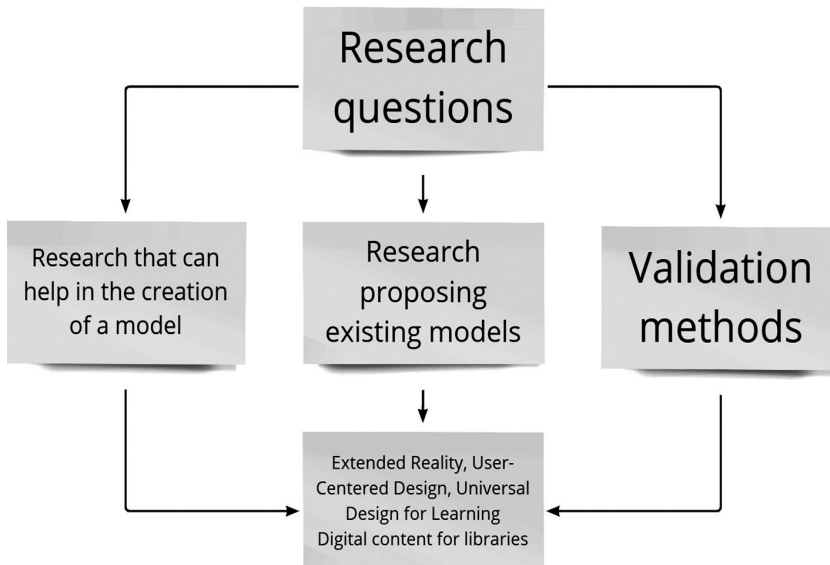 Research
questions
Research that can
help in the creation
of a model
Research
proposing
existing models
Validation
methods
Extended Reality, User-
Centered Design, Universal
Design for Learning
Digital content for libraries